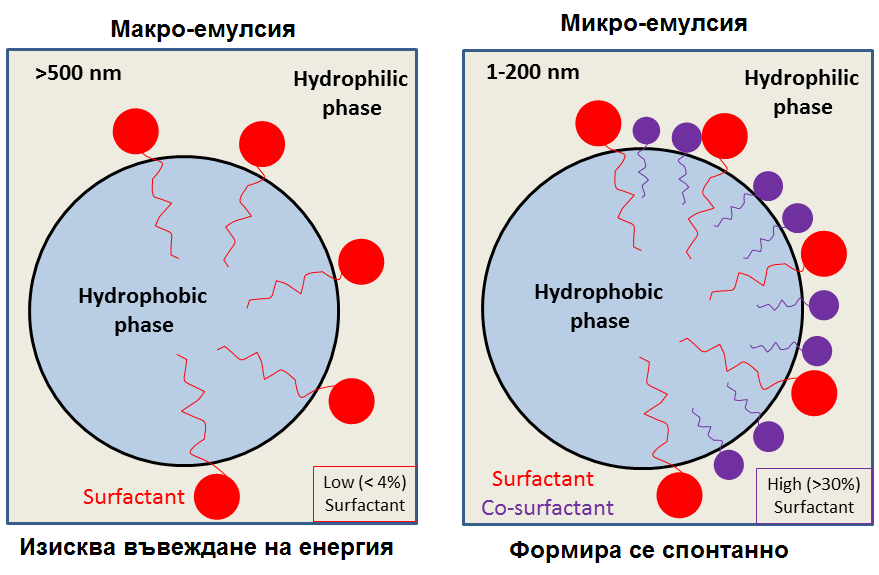 Макро-емулсия
>500 nm
Hydrophilic
phase
Hydrophobic
phase
Surfactant
Low (< 4%)
Surfactant
Изисква въвеждане на енергия
Микро-емулсия
1-200 nm
Hydrophilic
phase
Hydrophobic
phase
Surfactant
Co-surfactant
High (>30%)
Surfactant
Формира се спонтанно